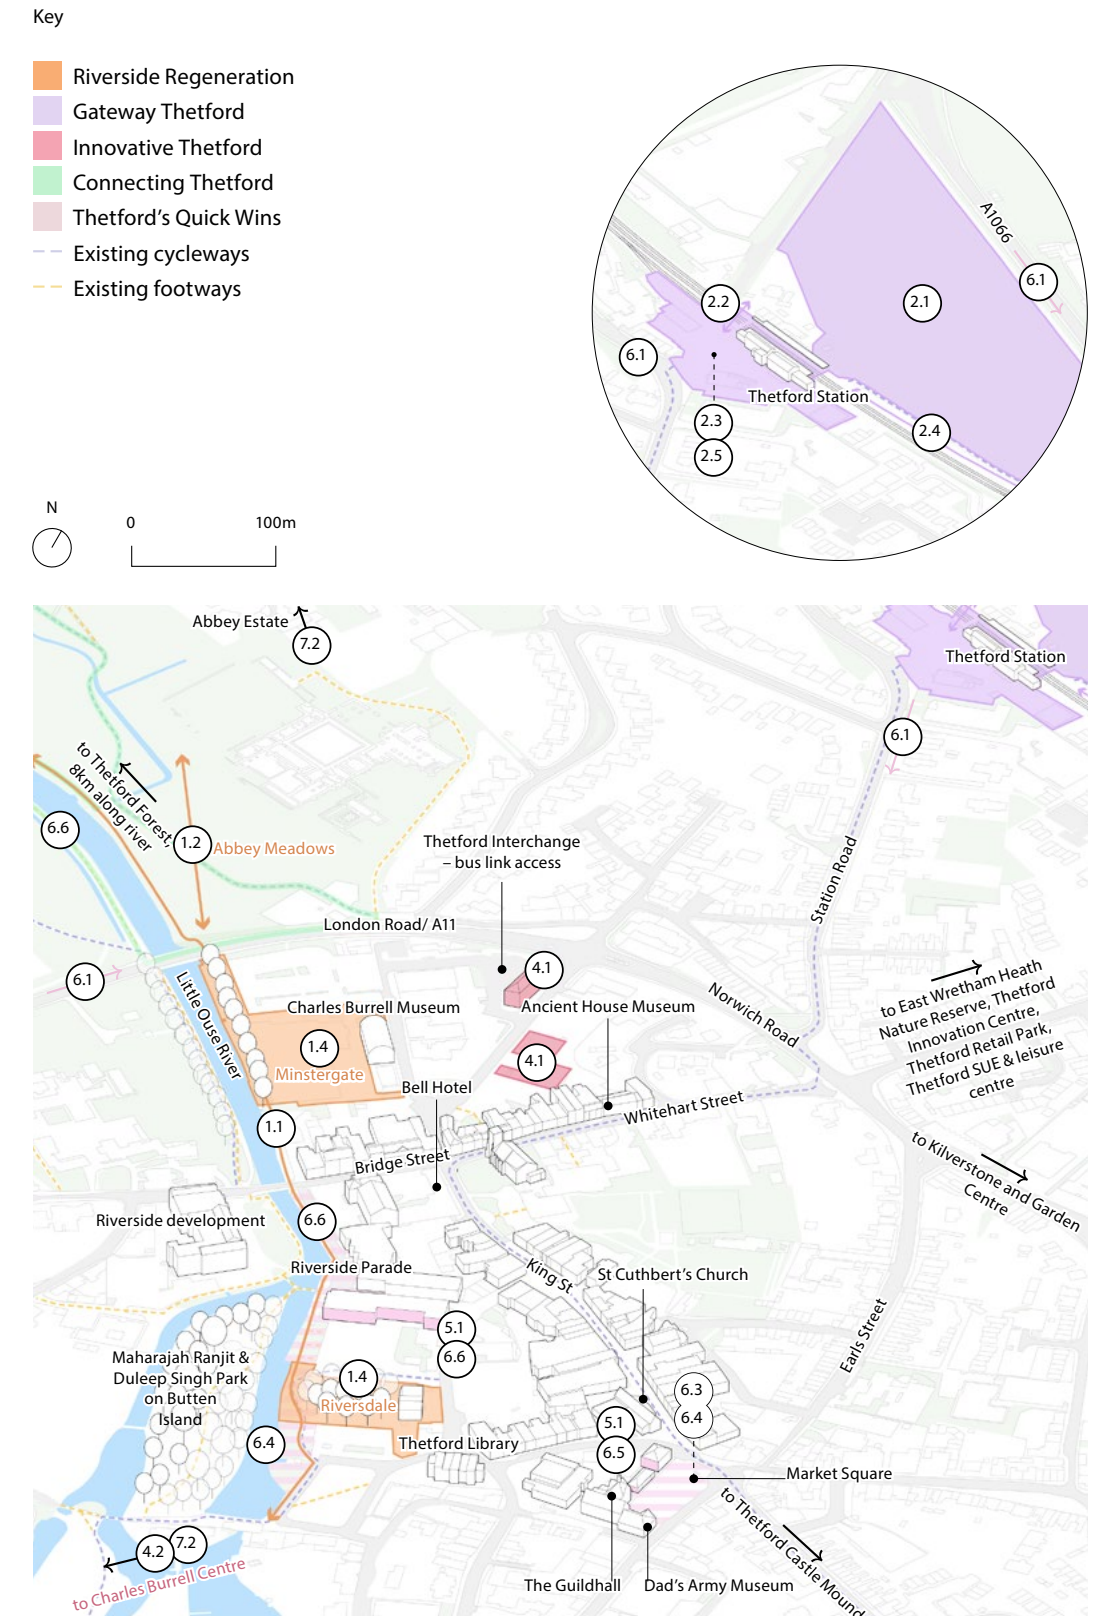 Key
Riverside Regeneration
Gateway Thetford
Innovative Thetford
Connecting Thetford
Thetford's Quick Wins
Existing cycleways
Existing footways
A1066
6.1
2.2
2.1
6.1
Thetford Station
2.3
2.4
2.5
N
0
100m
Abbey Estate
7.2
Thetford Station
6.1
to Thetford Forest,
8km along river
6.6
1.2
Abbey Meadows
Thetford Interchange
– bus link access
Station Road
London Road/ A11
6.1
4.1
Little Ouse River
Charles Burrell Museum
Ancient House Museum
Norwich Road
to East Wretham Heath
Nature Reserve, Thetford
Innovation Centre,
Thetford Retail Park,
Thetford SUE & leisure
centre
1.4
Minstergate
4.1
Bell Hotel
Whitehart Street
1.1
Bridge Street
to Kilverstone and Garden
Centre
Riverside development
6.6
Riverside Parade
King St
St Cuthbert's Church
5.1
6.6
Earls Street
Maharajah Ranjit &
Duleep Singh Park
on Butten
Island
1.4
Riversdale
6.3
6.4
5.1
6.5
6.4
Thetford Library
Market Square
to Thetford Castle Mound
4.2
7.2
to Charles Burrell Centre
The Guildhall
Dad's Army Museum